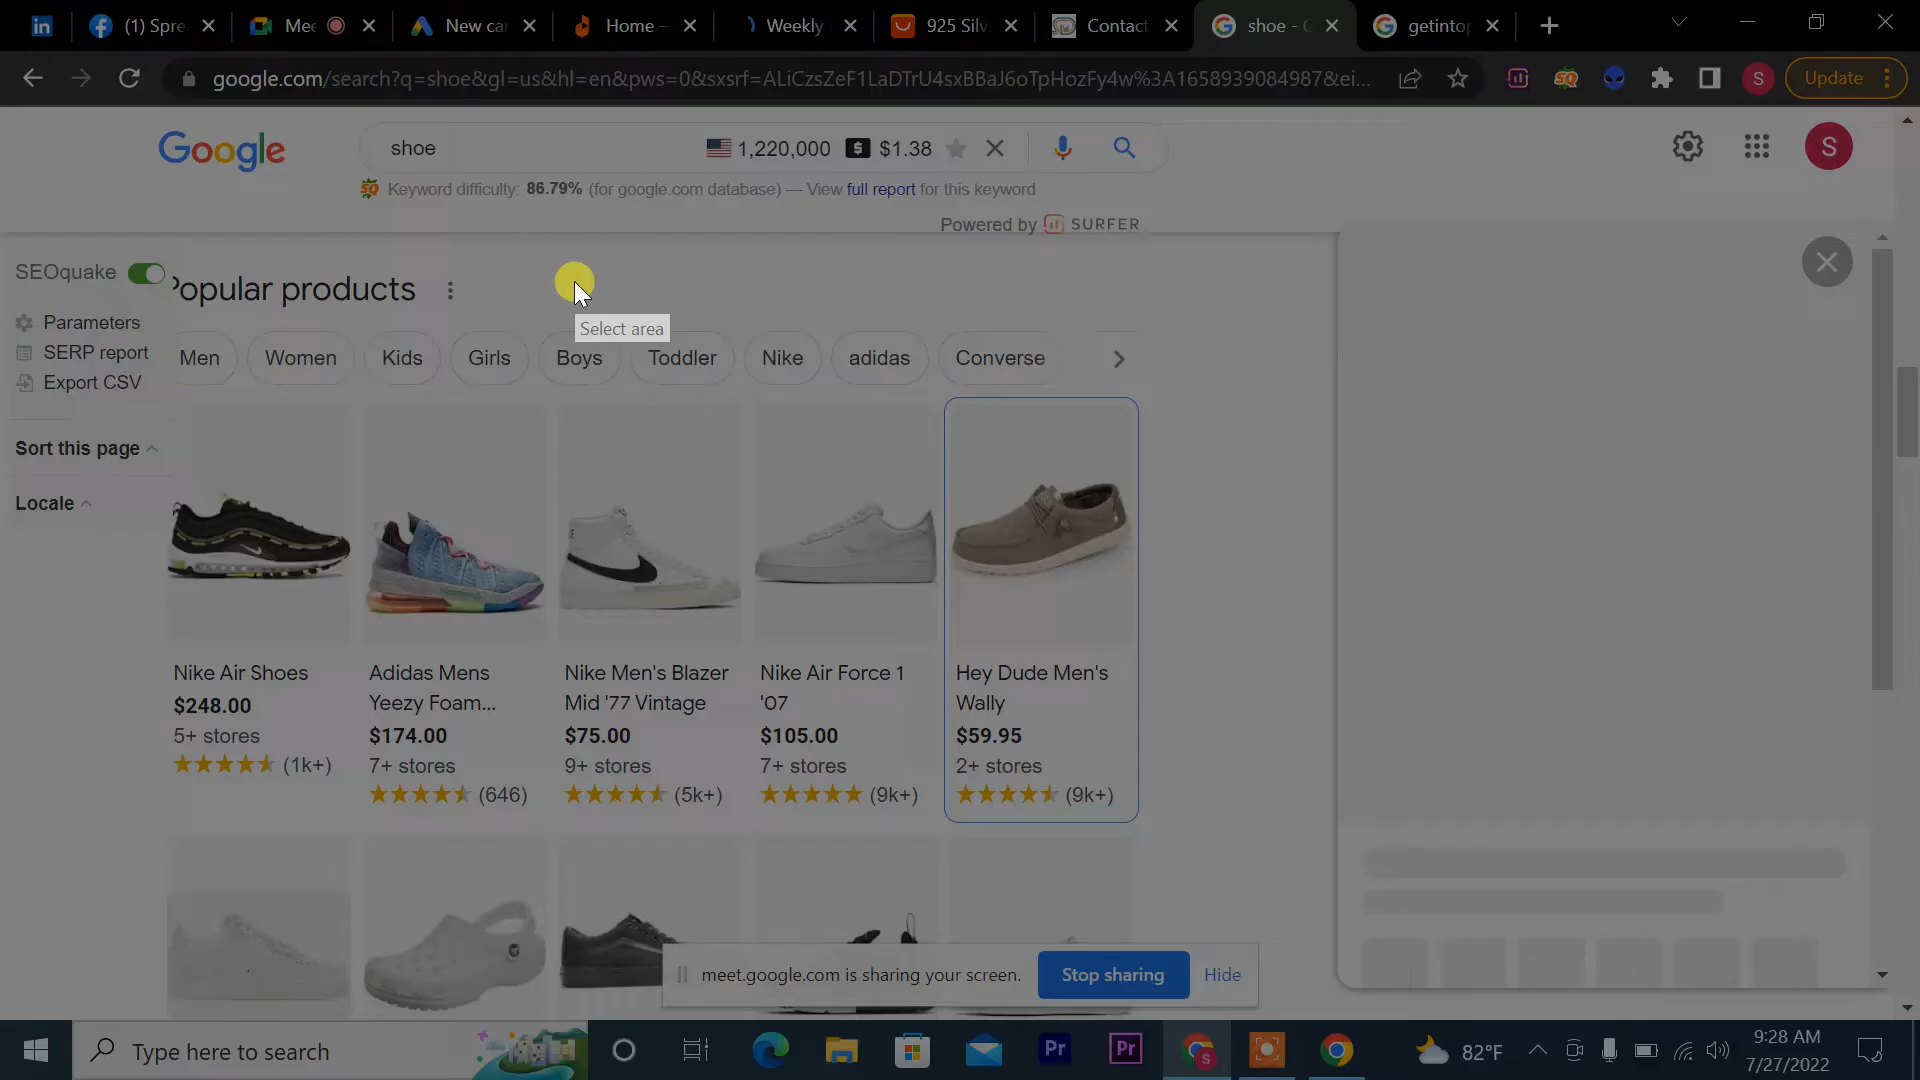 (1) Spre
Mee
New ca
Home -
Weekly
925 Silv
Contact
shoe - G
getintop
google.com/search?q=shoe&gl=us&hl=en&pws=0&sxsrf=ALiCzsZeF1LaDTrU4sxBBaJ6oTpHozFy4w%3A1658939084987&ei...
S
Update
Google
shoe
1,220,000
$1.38
S
Keyword difficulty: 86.79% (for google.com database) — View full report for this keyword
Powered by SURFER
SEOquake
Popular products
Parameters
SERP report
Export CSV
Select area
Men
Women
Kids
Girls
Boys
Toddler
Nike
adidas
Converse
Sort this page
Locale
Nike Air Shoes
$248.00
5+ stores
(1k+)
Adidas Mens
Yeezy Foam...
$174.00
7+ stores
(646)
Nike Men's Blazer
Mid '77 Vintage
$75.00
9+ stores
(5k+)
Nike Air Force 1
'07
$105.00
7+ stores
(9k+)
Hey Dude Men's
Wally
$59.95
2+ stores
(9k+)
meet.google.com is sharing your screen.
Stop sharing
Hide
Type here to search
Pr
Pr
82°F
9:28 AM
7/27/2022